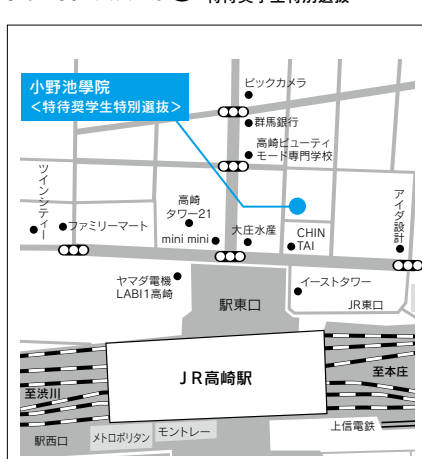 特待奨学生特別選抜
小野池學院
<特待奨学生特別選抜>
ビックカメラ
群馬銀行
高崎ビューティ
モード専門学校
ツインシティー
ファミリーマート
高崎
タワー21
mini mini
大庄水産
CHIN
TAI
アイダ設計
ヤマダ電機
LABI1高崎
イーストタワー
駅東口
JR東口
JR高崎駅
至渋川
至本庄
駅西口
メトロポリタン
モントレー
上信電鉄